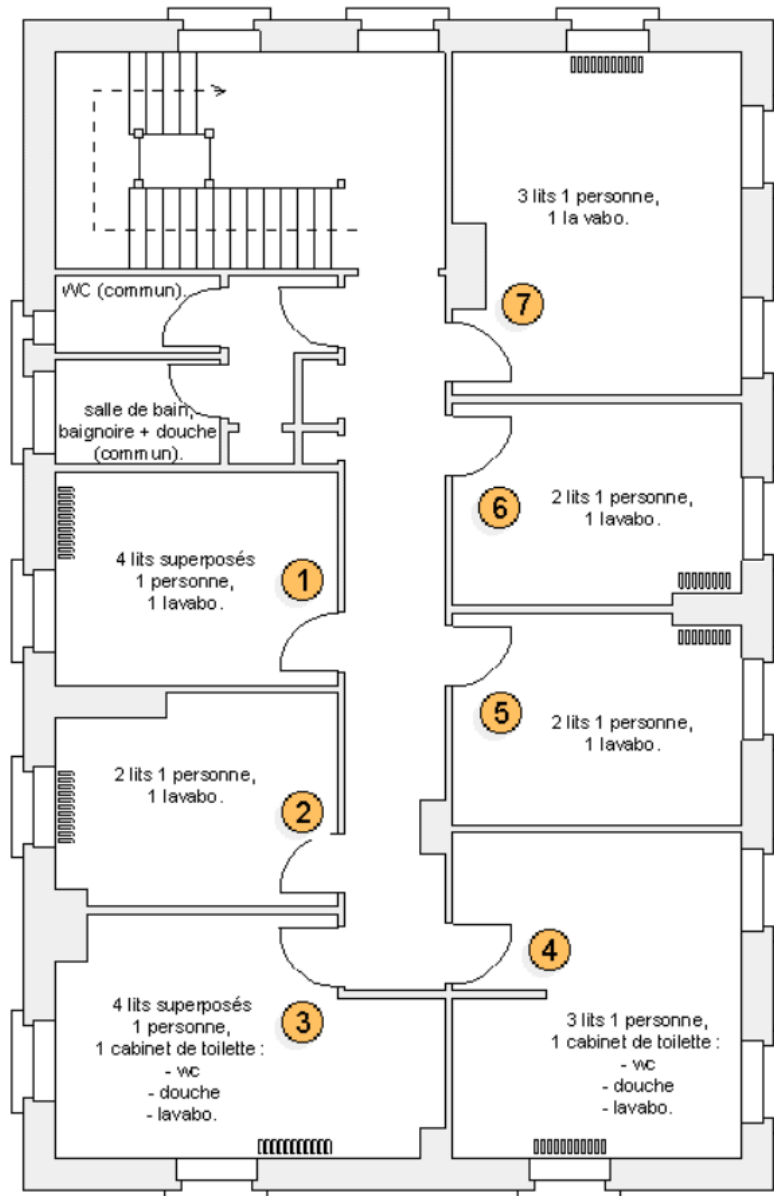 3 lits 1 personne,
1 la vabo.
7
WC (commun).
salle de bain,
baignoire + douche
(commun).
6
2 lits 1 personne,
1 lavabo.
4 lits superposés
1 personne,
1 lavabo.
1
5
2 lits 1 personne,
1 lavabo.
2 lits 1 personne,
1 lavabo.
2
4
3 lits 1 personne,
1 cabinet de toilette :
- wc
- douche
- lavabo.
4 lits superposés
1 personne,
1 cabinet de toilette :
- wc
- douche
- lavabo.
3